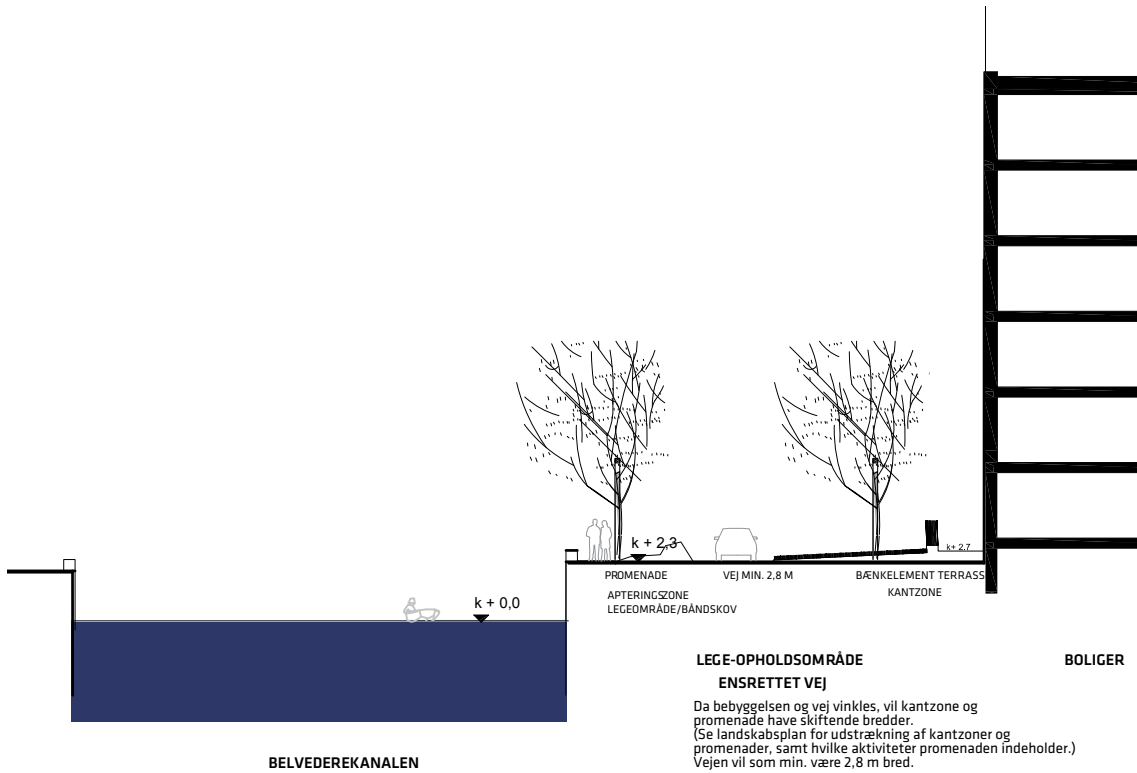 k + 2,3
k+ 2.7
PROMENADE
VEJ MIN. 2,8 M
BÆNKELEMENT TERRASS
KANTZONE
APTERINGSZONE
LEGEOMRÅDE/BÅNDSKOV
k + 0,0
LEGE-OPHOLDSOMRÅDE
BOLIGER
ENSRETTET VEJ
Da bebyggelsen og vej vinkles, vil kantzone og
promenade have skiftende bredder.
(Se landskabsplan for udstrækning af kantzoner og
promenader, samt hvilke aktiviteter promenaden indeholder.)
Vejen vil som min. være 2,8 m bred.
BELVEDEREKANALEN